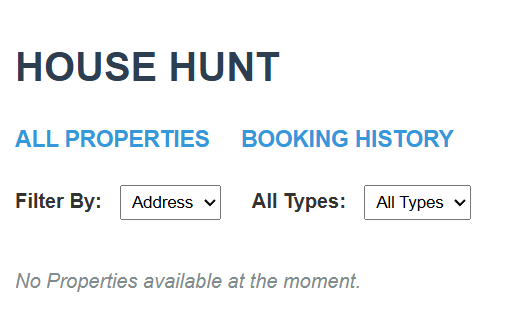 HOUSE HUNT
ALL PROPERTIES BOOKING HISTORY
Filter By: Address All Types: All Types
No Properties available at the moment.